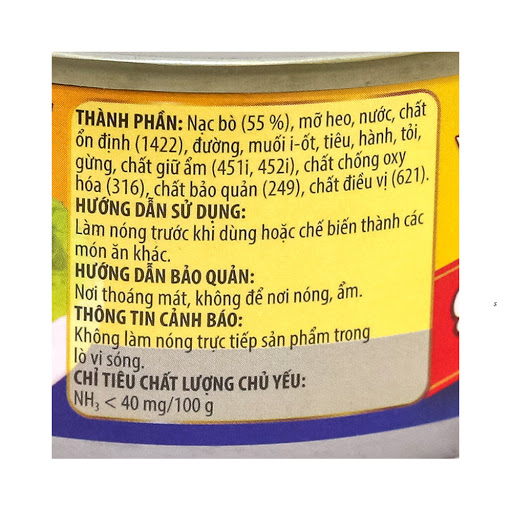 THÀNH PHẦN: Nạc bò (55 %), mỡ heo, nước, chất
ổn định (1422), đường, muối i-ốt, tiêu, hành, tỏi,
gừng, chất giữ ẩm (451i, 452i), chất chống oxy
hóa (316), chất bảo quản (249), chất điều vị (621).
HƯỚNG DẪN SỬ DỤNG:
Làm nóng trước khi dùng hoặc chế biến thành các
món ăn khác.
HƯỚNG DẪN BẢO QUẢN:
Nơi thoáng mát, không để nơi nóng, ẩm.
THÔNG TIN CẢNH BÁO:
Không làm nóng trực tiếp sản phẩm trong
lò vi sóng.
CHỈ TIÊU CHẤT LƯỢNG CHỦ YẾU:
NH₃ < 40 mg/100 g